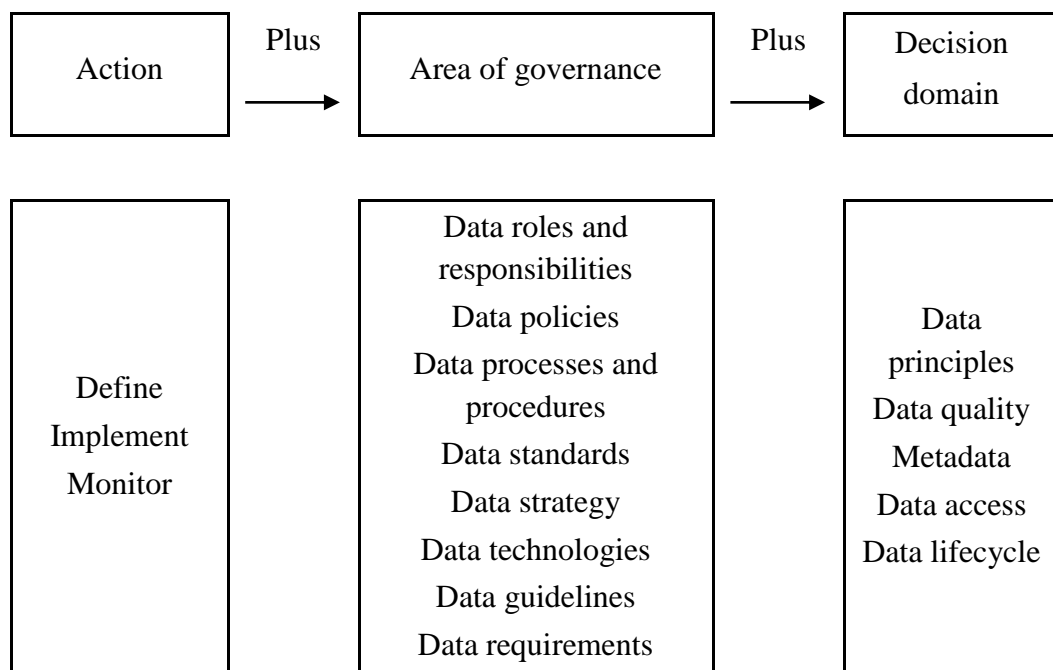 Action
Plus
Area of governance
Plus
Decision
domain
Define
Implement
Monitor
Data roles and
responsibilities
Data policies
Data processes and
procedures
Data standards
Data strategy
Data technologies
Data guidelines
Data requirements
Data
principles
Data quality
Metadata
Data access
Data lifecycle